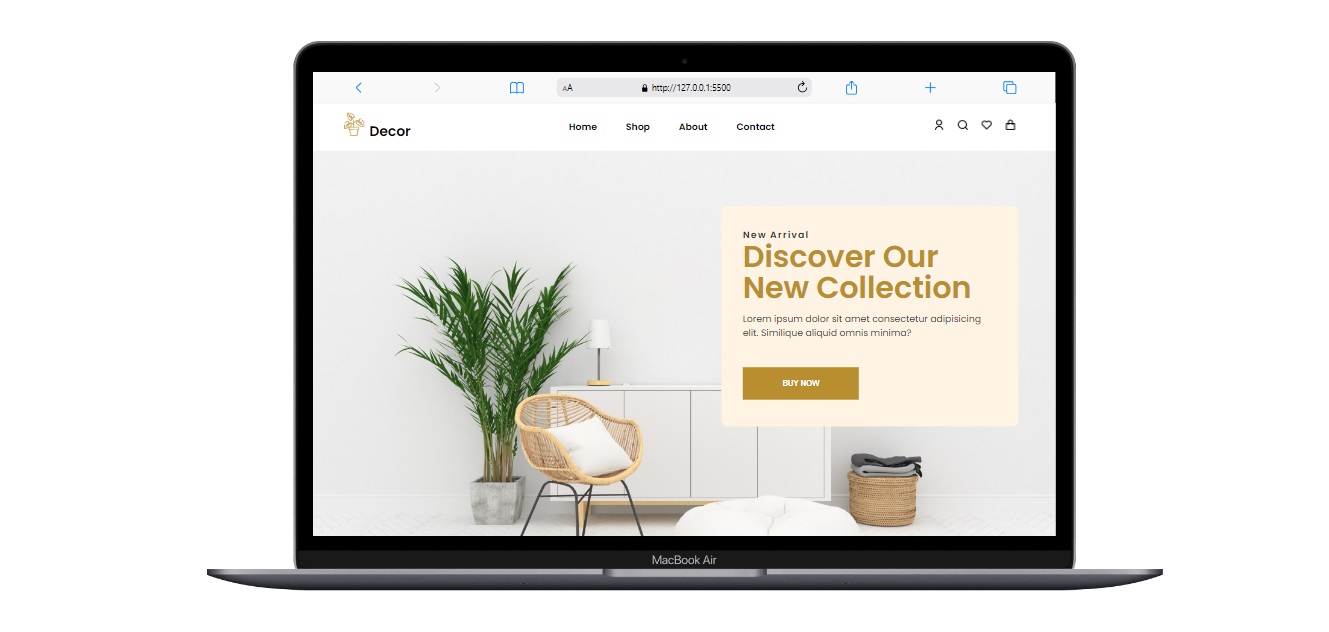 AA http://127.0.0.1:5500
Decor Home Shop About Contact
New Arrival
Discover Our
New Collection
Lorem ipsum dolor sit amet consectetur adipisicing
elit. Similique aliquid omnis minima?
BUY NOW
MacBook Air